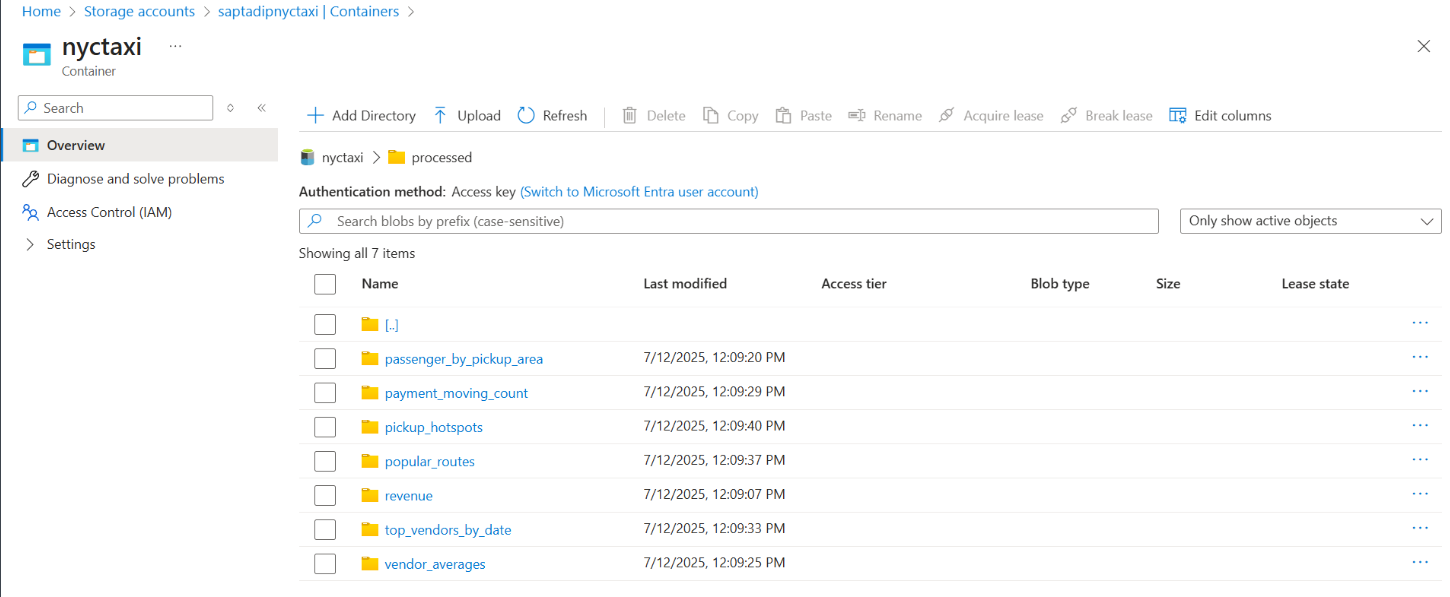 Home > Storage accounts > saptadipnyctaxi | Containers >
nyctaxi ...
Container
Search
Overview
Diagnose and solve problems
Access Control (IAM)
Settings
Add Directory Upload Refresh Delete Copy Paste Rename Acquire lease Break lease Edit columns
nyctaxi > processed
Authentication method: Access key (Switch to Microsoft Entra user account)
Search blobs by prefix (case-sensitive) Only show active objects
Showing all 7 items
Name Last modified Access tier Blob type Size Lease state
[..]
passenger_by_pickup_area 7/12/2025, 12:09:20 PM
payment_moving_count 7/12/2025, 12:09:29 PM
pickup_hotspots 7/12/2025, 12:09:40 PM
popular_routes 7/12/2025, 12:09:37 PM
revenue 7/12/2025, 12:09:07 PM
top_vendors_by_date 7/12/2025, 12:09:33 PM
vendor_averages 7/12/2025, 12:09:25 PM